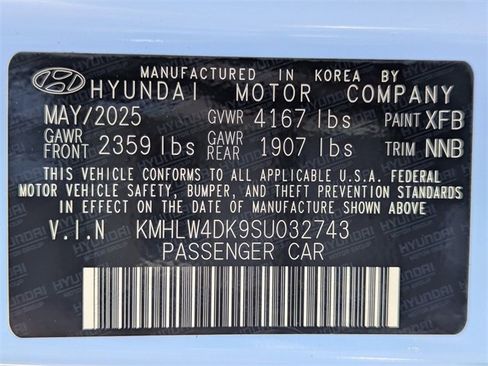 MANUFACTURED IN KOREA BY
HYUNDAI MOTOR COMPANY
MAY/2025 GVWR 4167 lbs PAINT XFB
GAWR FRONT 2359 lbs GAWR REAR 1907 lbs TRIM NNB
THIS VEHICLE CONFORMS TO ALL APPLICABLE U.S.A. FEDERAL
MOTOR VEHICLE SAFETY, BUMPER, AND THEFT PREVENTION STANDARDS
IN EFFECT ON THE DATE OF MANUFACTURE SHOWN ABOVE.
V.I.N KMHLW4DK9SU032743
PASSENGER CAR